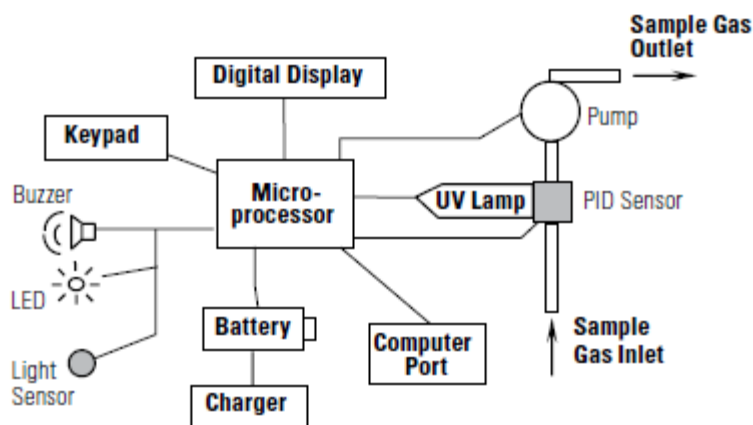 Sample Gas
Outlet
Digital Display
Pump
Keypad
Micro-
processor
UV Lamp
PID Sensor
Buzzer
LED
Battery
Computer
Port
Sample
Gas Inlet
Light
Sensor
Charger